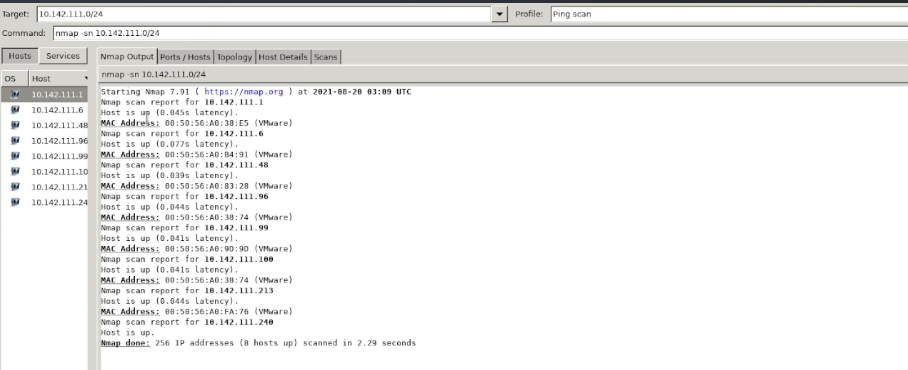 Target: 10.142.111.0/24 Profile: Ping scan
Command: nmap -sn 10.142.111.0/24
Hosts Services Nmap Output Ports / Hosts Topology Host Details Scans
nmap -sn 10.142.111.0/24
OS Host
10.142.111.1
10.142.111.6
10.142.111.48
10.142.111.96
10.142.111.99
10.142.111.10
10.142.111.21
10.142.111.24
Starting Nmap 7.91 ( https://nmap.org ) at 2021-08-20 03:09 UTC
Nmap scan report for 10.142.111.1
Host is up (0.045s latency).
MAC Address: 00:50:56:A0:38:E5 (VMware)
Nmap scan report for 10.142.111.6
Host is up (0.077s latency).
MAC Address: 00:50:56:A0:B4:91 (VMware)
Nmap scan report for 10.142.111.48
Host is up (0.039s latency).
MAC Address: 00:50:56:A0:83:28 (VMware)
Nmap scan report for 10.142.111.96
Host is up (0.044s latency).
MAC Address: 00:50:56:A0:38:74 (VMware)
Nmap scan report for 10.142.111.99
Host is up (0.041s latency).
MAC Address: 00:50:56:A0:9D:9D (VMware)
Nmap scan report for 10.142.111.100
Host is up (0.041s latency).
MAC Address: 00:50:56:A0:38:74 (VMware)
Nmap scan report for 10.142.111.213
Host is up (0.044s latency).
MAC Address: 00:50:56:A0:FA:76 (VMware)
Nmap scan report for 10.142.111.240
Host is up.
Nmap done: 256 IP addresses (8 hosts up) scanned in 2.29 seconds